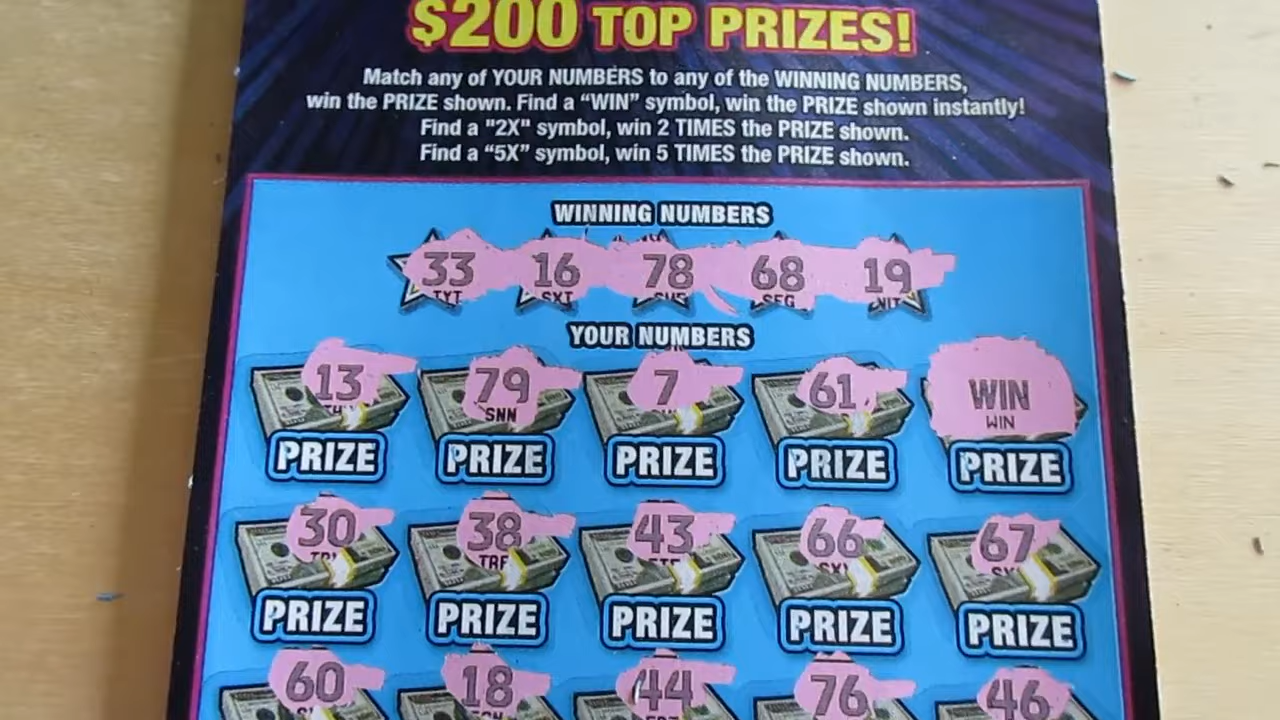 $200 TOP PRIZES!
Match any of YOUR NUMBERS to any of the WINNING NUMBERS,
win the PRIZE shown. Find a “WIN” symbol, win the PRIZE shown instantly!
Find a "2X" symbol, win 2 TIMES the PRIZE shown.
Find a “5X” symbol, win 5 TIMES the PRIZE shown.
WINNING NUMBERS
33 16 78 68 19
TYT SXT SEG NIT
YOUR NUMBERS
13 79 7 61 WIN
SNN WIN
PRIZE PRIZE PRIZE PRIZE PRIZE
30 38 43 66 67
PRIZE PRIZE PRIZE PRIZE PRIZE
60 18 44 76 46